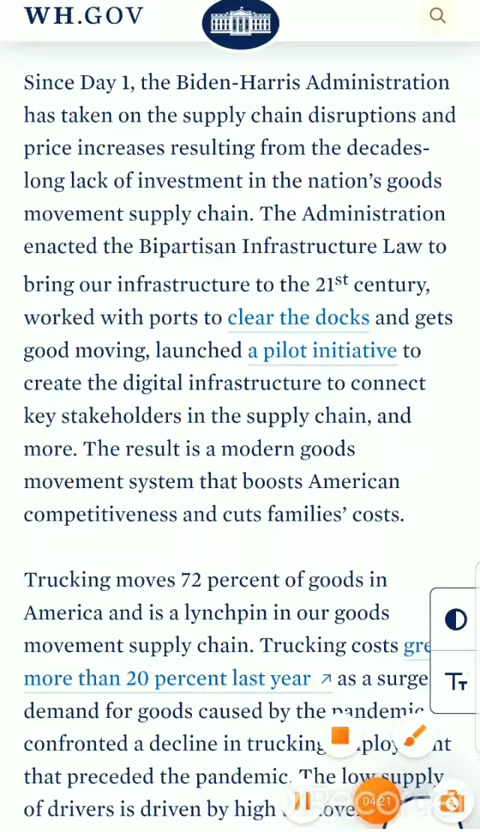 WH.GOV
Since Day 1, the Biden-Harris Administration
has taken on the supply chain disruptions and
price increases resulting from the decades-
long lack of investment in the nation's goods
movement supply chain. The Administration
enacted the Bipartisan Infrastructure Law to
bring our infrastructure to the 21st century,
worked with ports to clear the docks and gets
good moving, launched a pilot initiative to
create the digital infrastructure to connect
key stakeholders in the supply chain, and
more. The result is a modern goods
movement system that boosts American
competitiveness and cuts families' costs.
Trucking moves 72 percent of goods in
America and is a lynchpin in our goods
movement supply chain. Trucking costs
more than 20 percent last year ↗ as a surge
demand for goods caused by the pandemic
confronted a decline in trucking
that preceded the pandemic. The low supply
of drivers is driven by high
04:21